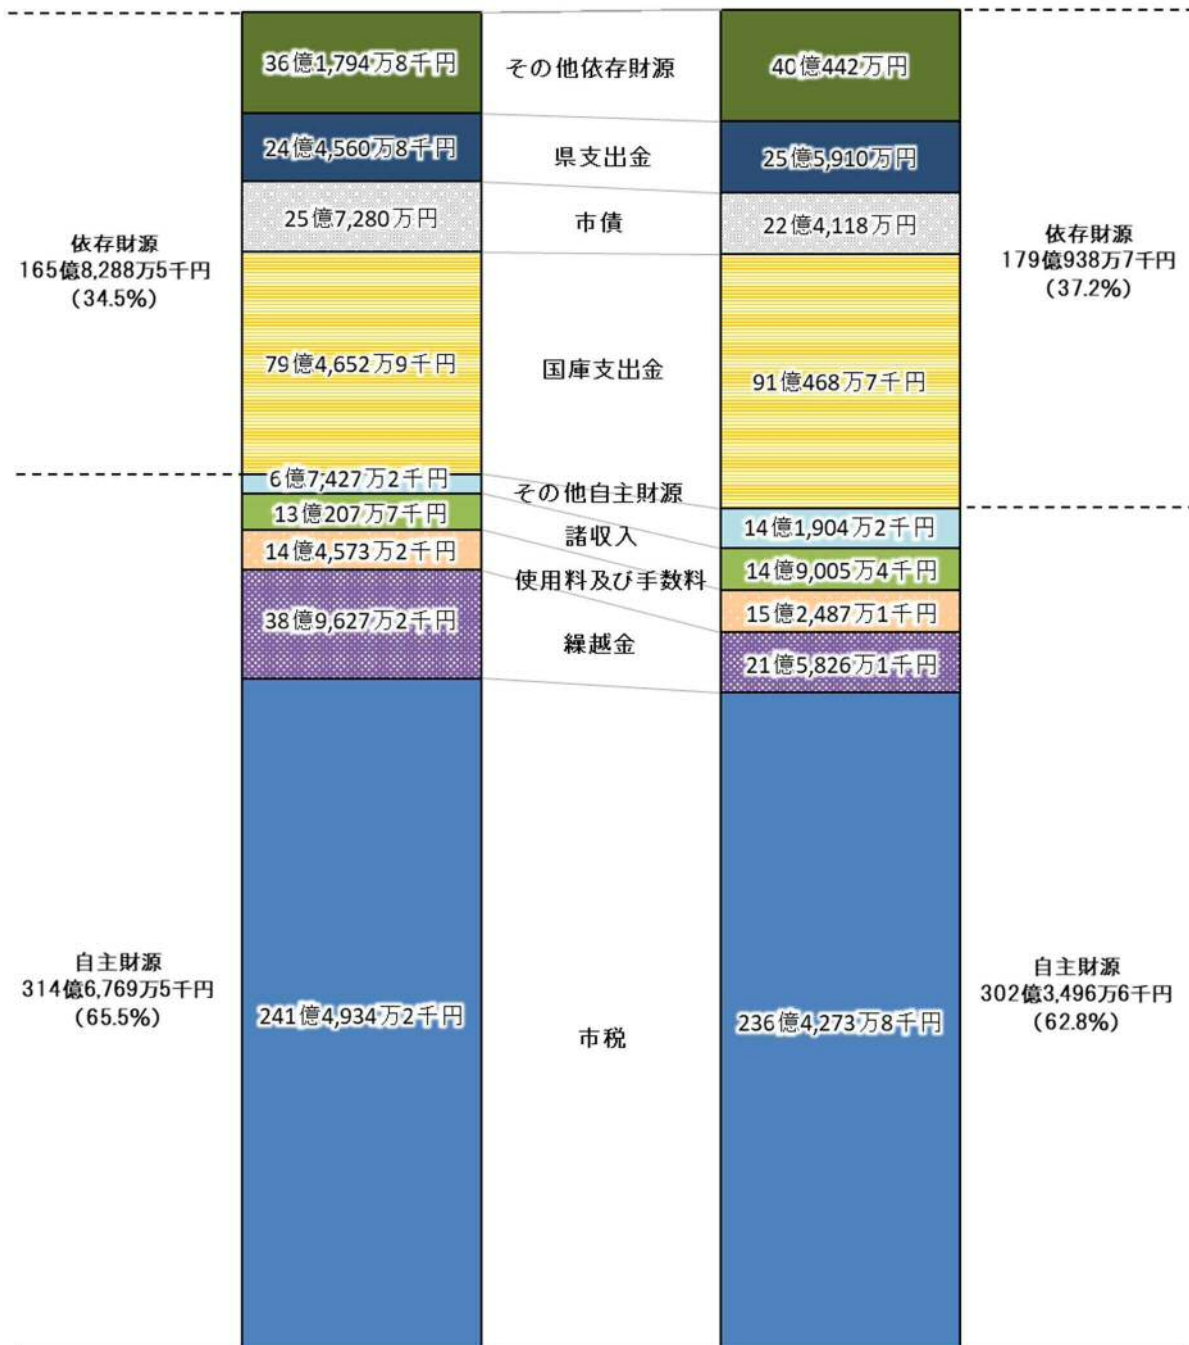 36億1,794万8千円
その他依存財源
40億442万円
24億4,560万8千円
県支出金
25億5,910万円
25億7,280万円
市債
22億4,118万円
依存財源
165億8,288万5千円
(34.5%)
依存財源
179億938万7千円
(37.2%)
79億4,652万9千円
国庫支出金
91億468万7千円
6億7,427万2千円
その他自主財源
14億1,904万2千円
13億207万7千円
諸収入
14億9,005万4千円
14億4,573万2千円
使用料及び手数料
15億2,487万1千円
38億9,627万2千円
繰越金
21億5,826万1千円
自主財源
314億6,769万5千円
(65.5%)
241億4,934万2千円
市税
236億4,273万8千円
自主財源
302億3,496万6千円
(62.8%)